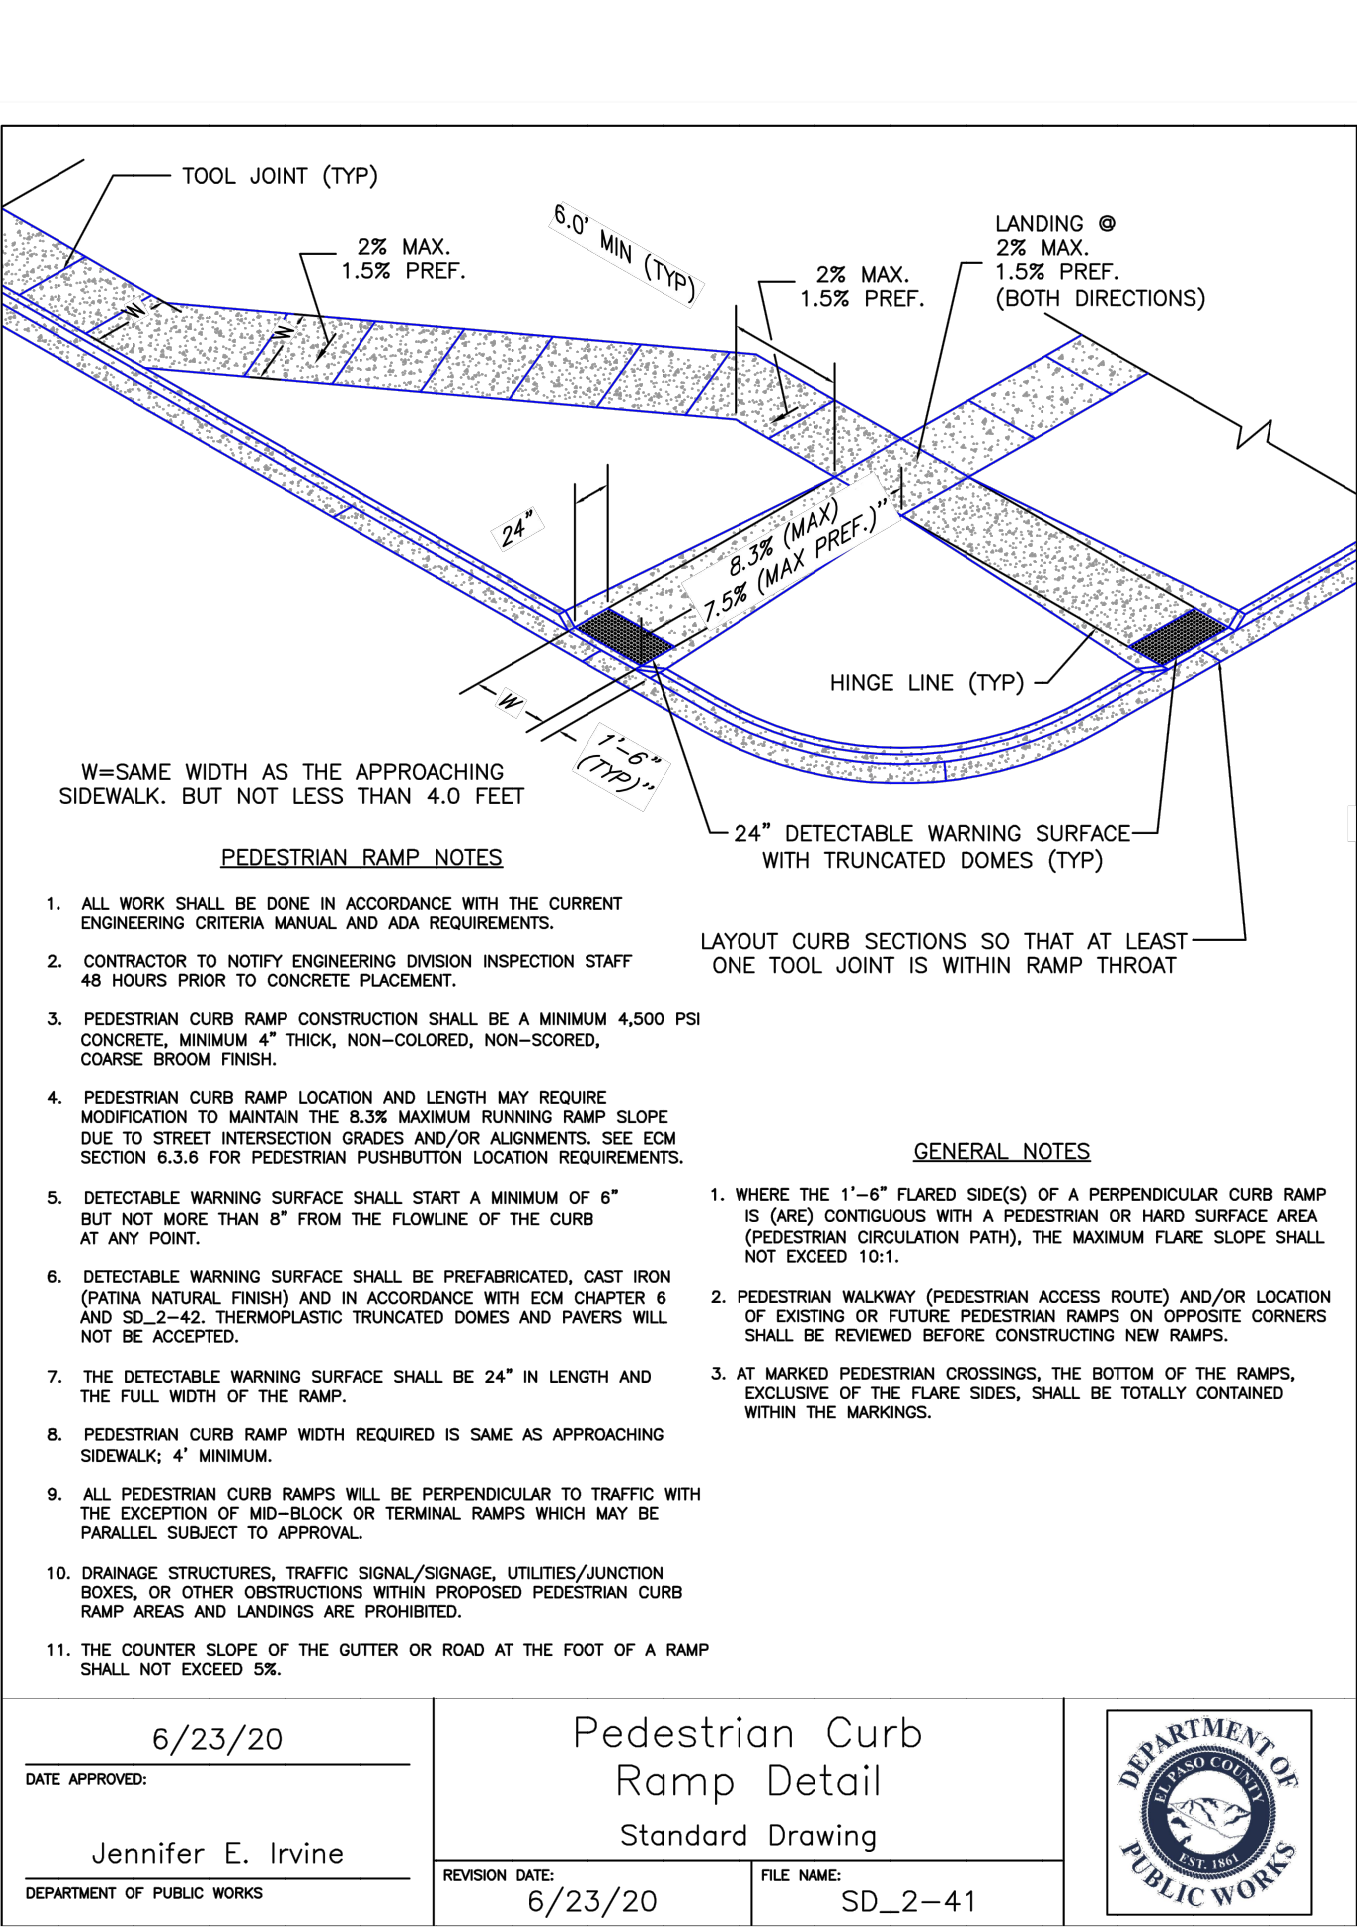 TOOL JOINT (TYP)
2% MAX.
1.5% PREF.
6.0' MIN (TYP)
2% MAX.
1.5% PREF.
LANDING @
2% MAX.
1.5% PREF.
(BOTH DIRECTIONS)
W
W
24"
8.3% (MAX)
7.5% (MAX PREF.)"
HINGE LINE (TYP)
W
1'-6"
(TYP)"
W=SAME WIDTH AS THE APPROACHING
SIDEWALK. BUT NOT LESS THAN 4.0 FEET
24" DETECTABLE WARNING SURFACE
WITH TRUNCATED DOMES (TYP)
LAYOUT CURB SECTIONS SO THAT AT LEAST
ONE TOOL JOINT IS WITHIN RAMP THROAT
PEDESTRIAN RAMP NOTES
1. ALL WORK SHALL BE DONE IN ACCORDANCE WITH THE CURRENT
ENGINEERING CRITERIA MANUAL AND ADA REQUIREMENTS.
2. CONTRACTOR TO NOTIFY ENGINEERING DIVISION INSPECTION STAFF
48 HOURS PRIOR TO CONCRETE PLACEMENT.
3. PEDESTRIAN CURB RAMP CONSTRUCTION SHALL BE A MINIMUM 4,500 PSI
CONCRETE, MINIMUM 4" THICK, NON-COLORED, NON-SCORED,
COARSE BROOM FINISH.
4. PEDESTRIAN CURB RAMP LOCATION AND LENGTH MAY REQUIRE
MODIFICATION TO MAINTAIN THE 8.3% MAXIMUM RUNNING RAMP SLOPE
DUE TO STREET INTERSECTION GRADES AND/OR ALIGNMENTS. SEE ECM
SECTION 6.3.6 FOR PEDESTRIAN PUSHBUTTON LOCATION REQUIREMENTS.
5. DETECTABLE WARNING SURFACE SHALL START A MINIMUM OF 6"
BUT NOT MORE THAN 8" FROM THE FLOWLINE OF THE CURB
AT ANY POINT.
6. DETECTABLE WARNING SURFACE SHALL BE PREFABRICATED, CAST IRON
(PATINA NATURAL FINISH) AND IN ACCORDANCE WITH ECM CHAPTER 6
AND SD_2-42. THERMOPLASTIC TRUNCATED DOMES AND PAVERS WILL
NOT BE ACCEPTED.
7. THE DETECTABLE WARNING SURFACE SHALL BE 24" IN LENGTH AND
THE FULL WIDTH OF THE RAMP.
8. PEDESTRIAN CURB RAMP WIDTH REQUIRED IS SAME AS APPROACHING
SIDEWALK; 4' MINIMUM.
9. ALL PEDESTRIAN CURB RAMPS WILL BE PERPENDICULAR TO TRAFFIC WITH
THE EXCEPTION OF MID-BLOCK OR TERMINAL RAMPS WHICH MAY BE
PARALLEL SUBJECT TO APPROVAL.
10. DRAINAGE STRUCTURES, TRAFFIC SIGNAL/SIGNAGE, UTILITIES/JUNCTION
BOXES, OR OTHER OBSTRUCTIONS WITHIN PROPOSED PEDESTRIAN CURB
RAMP AREAS AND LANDINGS ARE PROHIBITED.
11. THE COUNTER SLOPE OF THE GUTTER OR ROAD AT THE FOOT OF A RAMP
SHALL NOT EXCEED 5%.
GENERAL NOTES
1. WHERE THE 1'-6" FLARED SIDE(S) OF A PERPENDICULAR CURB RAMP
IS (ARE) CONTIGUOUS WITH A PEDESTRIAN OR HARD SURFACE AREA
(PEDESTRIAN CIRCULATION PATH), THE MAXIMUM FLARE SLOPE SHALL
NOT EXCEED 10:1.
2. PEDESTRIAN WALKWAY (PEDESTRIAN ACCESS ROUTE) AND/OR LOCATION
OF EXISTING OR FUTURE PEDESTRIAN RAMPS ON OPPOSITE CORNERS
SHALL BE REVIEWED BEFORE CONSTRUCTING NEW RAMPS.
3. AT MARKED PEDESTRIAN CROSSINGS, THE BOTTOM OF THE RAMPS,
EXCLUSIVE OF THE FLARE SIDES, SHALL BE TOTALLY CONTAINED
WITHIN THE MARKINGS.
6/23/20
DATE APPROVED:
Jennifer E. Irvine
DEPARTMENT OF PUBLIC WORKS
Pedestrian Curb
Ramp Detail
Standard Drawing
REVISION DATE:
6/23/20
FILE NAME:
SD_2-41
DEPARTMENT OF
EL PASO COUNTY
EST. 1861
PUBLIC WORKS